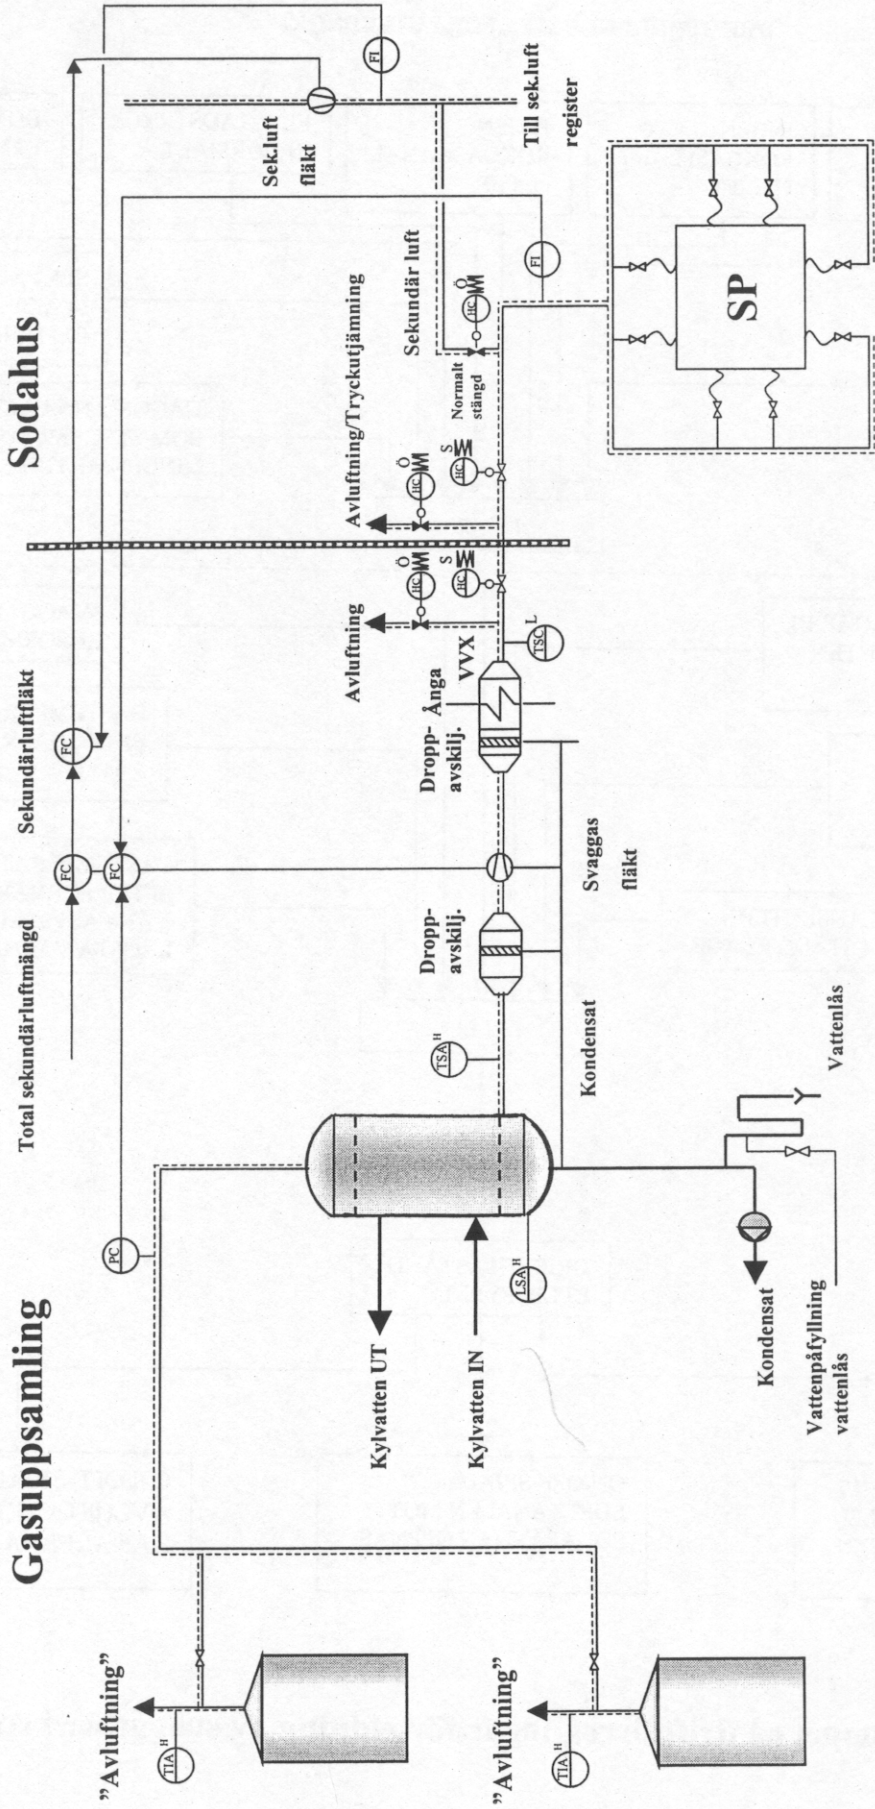 Gasuppsamling
Sodahus
Total sekundärluftmängd
Sekundärluftfläkt
FC
FC
FC
PC
FI
Sek.luft
fläkt
Till sek.luft
register
"Avluftning"
TIA H
"Avluftning"
TIA H
Kylvatten UT
Kylvatten IN
LSA H
TSA H
Dropp-
avskilj.
Dropp-
avskilj.
Ånga
VVX
TSC L
Avluftning
HC Ö
HC S
Avluftning/Tryckutjämning
HC Ö
HC S
Sekundär luft
HC Ö
Normalt
stängd
FI
SP
Kondensat
Svaggas
fläkt
Kondensat
Vattenpåfyllning
vattenlås
Vattenlås